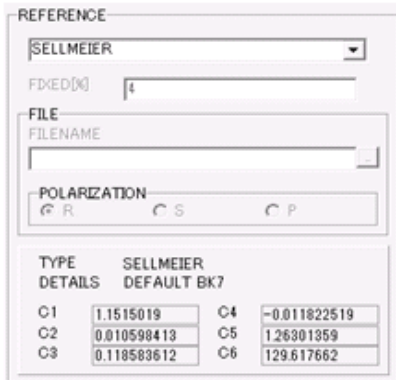 REFERENCE
SELLMEIER
FIXED[%] 4
FILE
FILENAME
...
POLARIZATION
R S P
TYPE SELLMEIER
DETAILS DEFAULT BK7
C1 1.1515019 C4 -0.011822519
C2 0.010598413 C5 1.26301359
C3 0.118583612 C6 129.617662